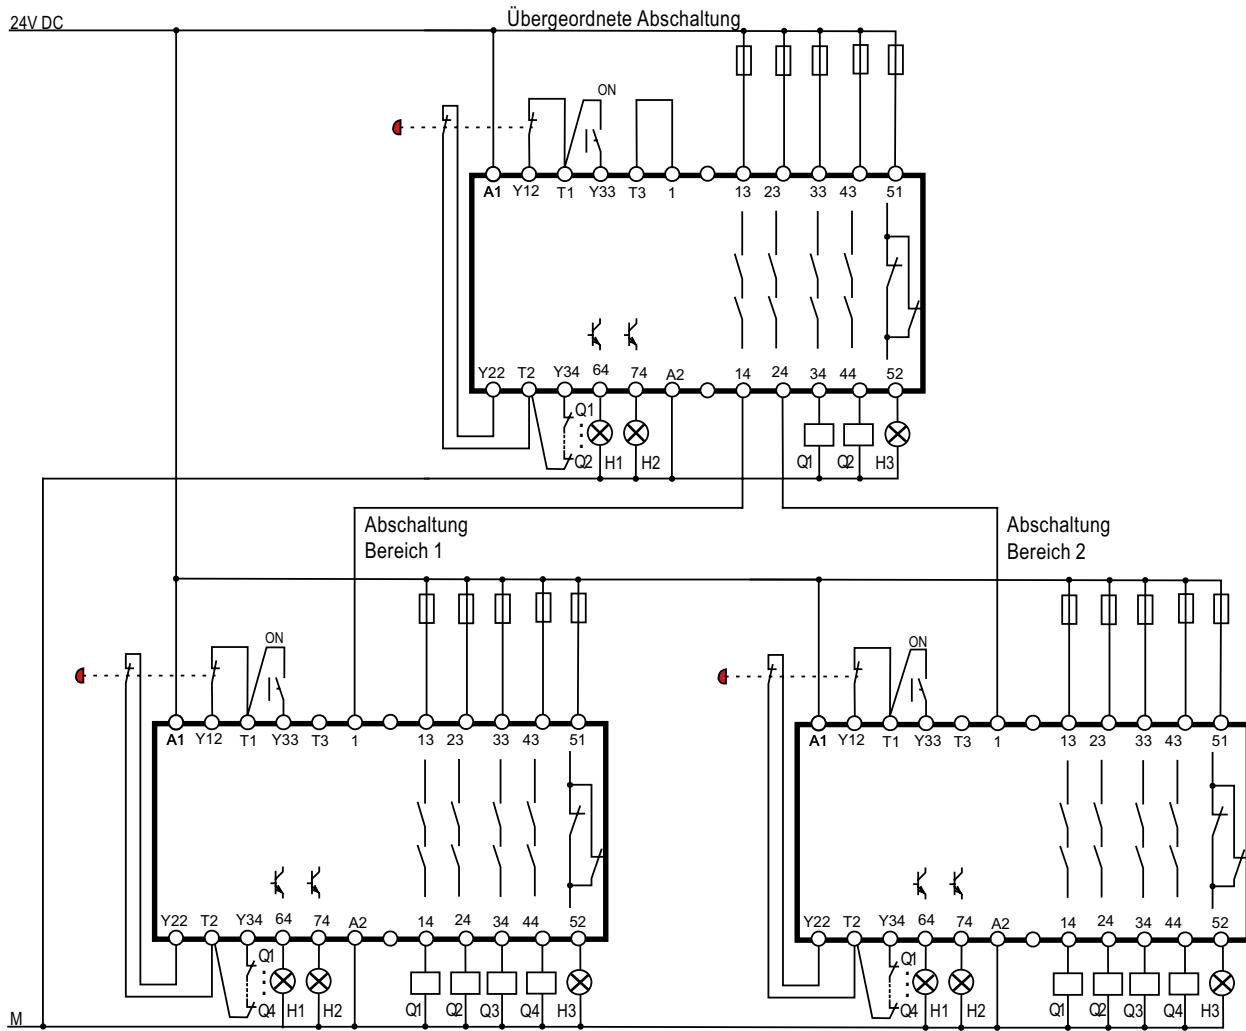 24V DC
Übergeordnete Abschaltung
ON
A1 Y12 T1 Y33 T3 1 13 23 33 43 51
Y22 T2 Y34 64 74 A2 14 24 34 44 52
Q1
Q2 H1 H2 Q1 Q2 H3
Abschaltung
Bereich 1
Abschaltung
Bereich 2
ON
A1 Y12 T1 Y33 T3 1 13 23 33 43 51
Y22 T2 Y34 64 74 A2 14 24 34 44 52
Q1
Q4 H1 H2 Q1 Q2 Q3 Q4 H3
ON
A1 Y12 T1 Y33 T3 1 13 23 33 43 51
Y22 T2 Y34 64 74 A2 14 24 34 44 52
Q1
Q4 H1 H2 Q1 Q2 Q3 Q4 H3
M